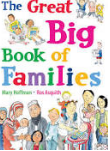 The Great
Big
Book of
Families
Mary Hoffman • Ros Asquith